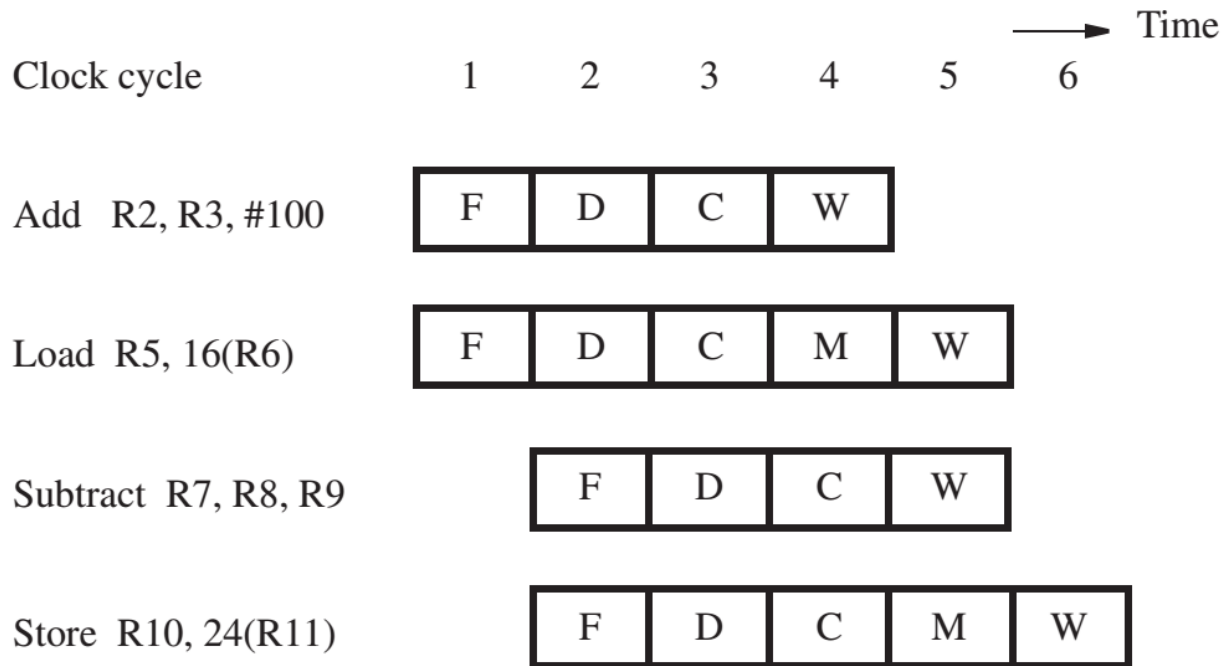 Time
Clock cycle 1 2 3 4 5 6
Add R2, R3, #100 F D C W
Load R5, 16(R6) F D C M W
Subtract R7, R8, R9 F D C W
Store R10, 24(R11) F D C M W